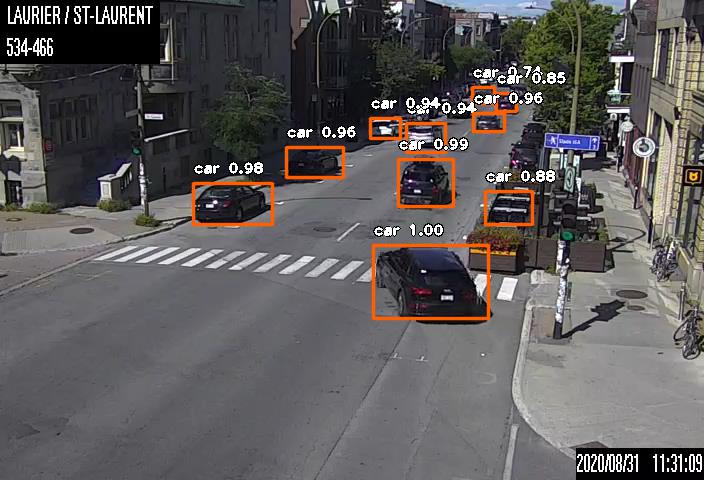 LAURIER / ST-LAURENT
534-466
car 0.74
car 0.85
car 0.96
car 0.94
0.94
car 0.96
car 0.99
car 0.98
car 0.88
car 1.00
2020/08/31 11:31:09